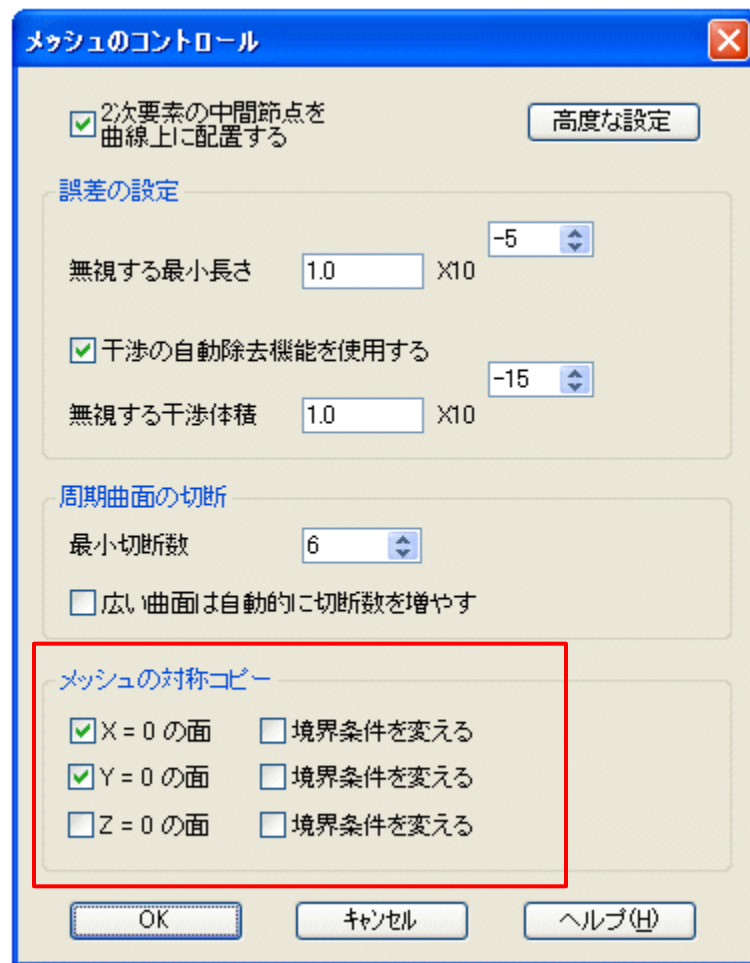 メッシュのコントロール
2次要素の中間節点を
曲線上に配置する
高度な設定
誤差の設定
-5
無視する最小長さ 1.0 X10
干渉の自動除去機能を使用する
-15
無視する干渉体積 1.0 X10
周期曲面の切断
最小切断数 6
広い曲面は自動的に切断数を増やす
メッシュの対称コピー
X = 0 の面 境界条件を変える
Y = 0 の面 境界条件を変える
Z = 0 の面 境界条件を変える
OK キャンセル ヘルプ(H)